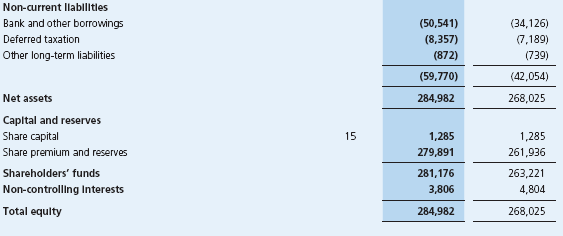 Non-current liabilities
Bank and other borrowings (50,541) (34,126)
Deferred taxation (8,357) (7,189)
Other long-term liabilities (872) (739)
(59,770) (42,054)
Net assets 284,982 268,025
Capital and reserves
Share capital 15 1,285 1,285
Share premium and reserves 279,891 261,936
Shareholders' funds 281,176 263,221
Non-controlling interests 3,806 4,804
Total equity 284,982 268,025